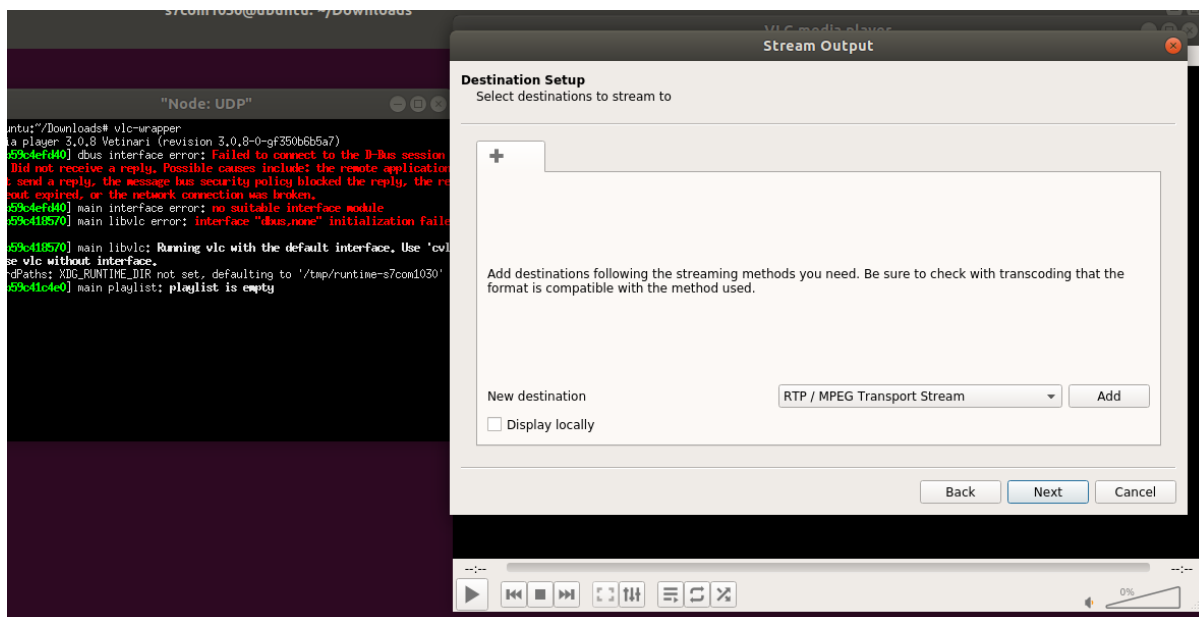 s7com1030@ubuntu: ~/Downloads
VLC media player
Stream Output
Destination Setup
Select destinations to stream to
Add destinations following the streaming methods you need. Be sure to check with transcoding that the
format is compatible with the method used.
New destination
RTP / MPEG Transport Stream
Add
Display locally
Back
Next
Cancel
"Node: UDP"
untu:~/Downloads# vlc-wrapper
ia player 3.0.8 Vetinari (revision 3.0.8-0-gf350b6b5a7)
b59c4efd40] dbus interface error: Failed to connect to the D-Bus session
Did not receive a reply. Possible causes include: the remote application
t send a reply, the message bus security policy blocked the reply, the re
eout expired, or the network connection was broken.
b59c4efd40] main interface error: no suitable interface module
b59c418570] main libvlc error: interface "dbus,none" initialization faile
b59c418570] main libvlc: Running vlc with the default interface. Use 'cvl
se vlc without interface.
rdPaths: XDG_RUNTIME_DIR not set, defaulting to '/tmp/runtime-s7com1030'
b59c41c4e0] main playlist: playlist is empty
--:--
--:--
0%